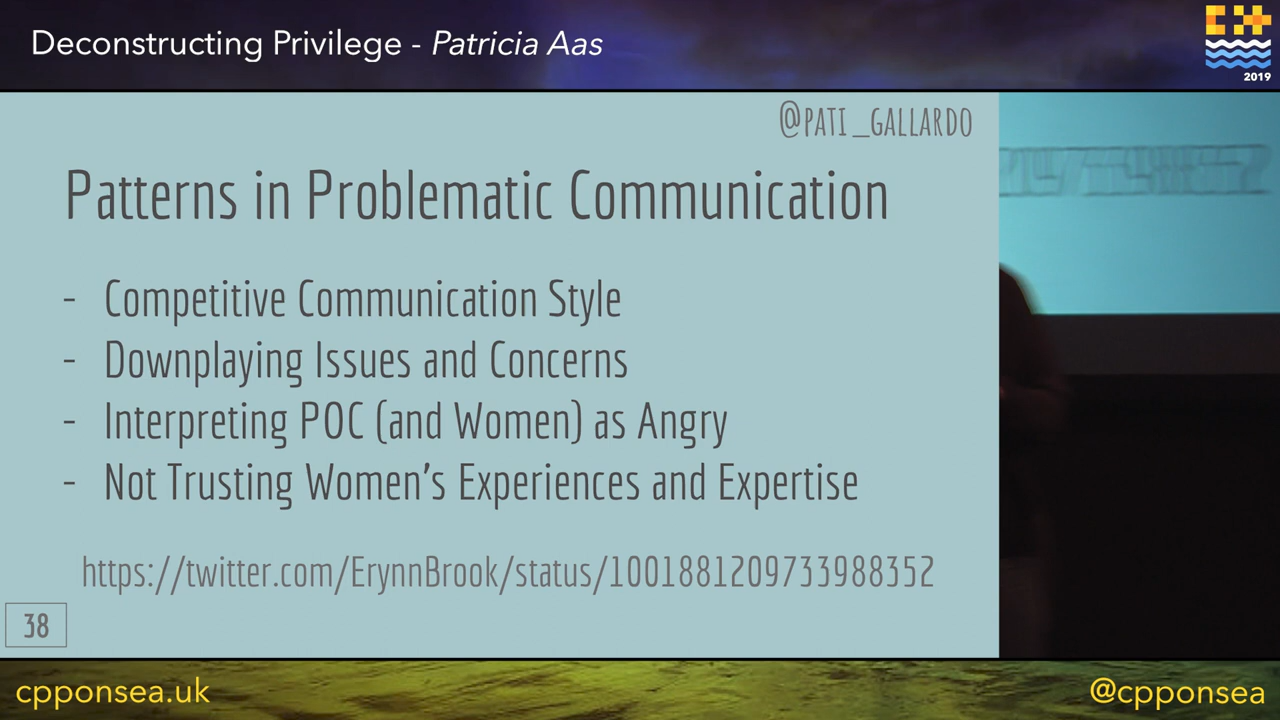 Deconstructing Privilege - Patricia Aas
2019
@PATI_GALLARDO
Patterns in Problematic Communication
- Competitive Communication Style
- Downplaying Issues and Concerns
- Interpreting POC (and Women) as Angry
- Not Trusting Women's Experiences and Expertise
https://twitter.com/ErynnBrook/status/1001881209733988352
38
cpponsea.uk
@cpponsea